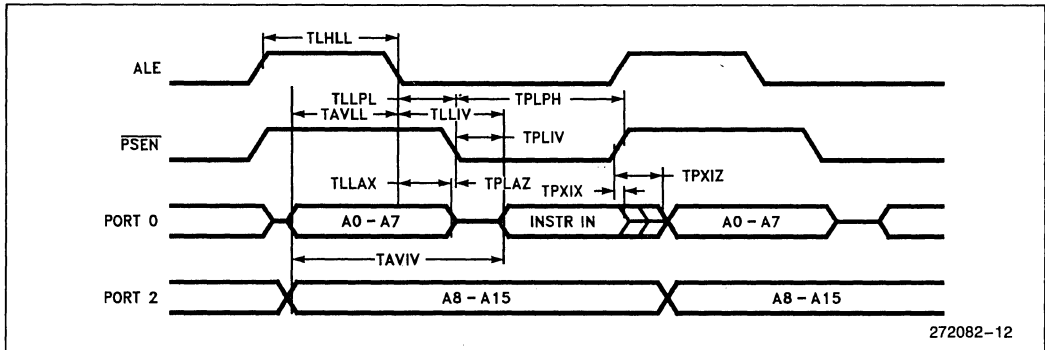 TLHLL
ALE
TLLPL
TPLPH
TAVLL
TLLIV
PSEN
TPLIV
TLLAX
TPLAZ
TPXIZ
TPXIX
PORT 0
A0-A7
INSTR IN
A0-A7
TAVIV
PORT 2
A8-A15
A8-A15
272082-12